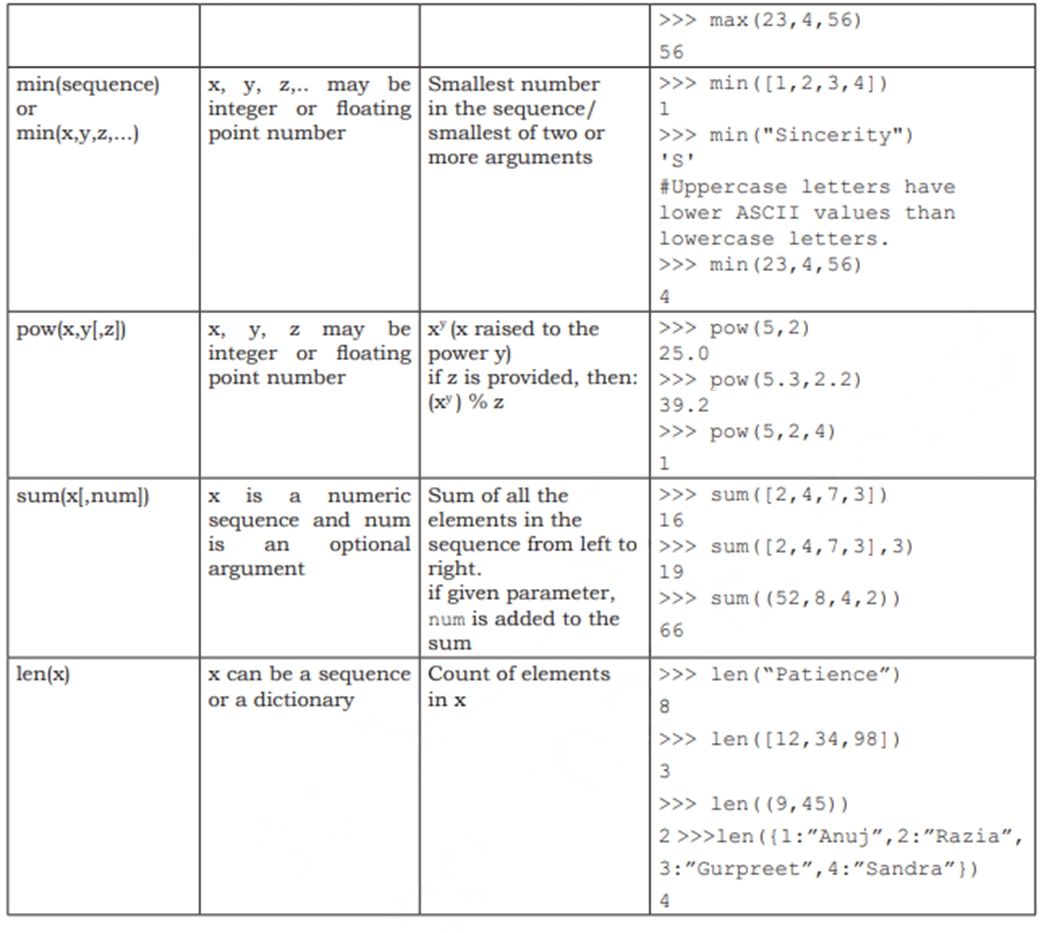 >>> max(23,4,56)
56
min(sequence)
or
min(x,y,z,...)
x, y, z,.. may be
integer or floating
point number
Smallest number
in the sequence/
smallest of two or
more arguments
>>> min([1,2,3,4])
1
>>> min("Sincerity")
'S'
#Uppercase letters have
lower ASCII values than
lowercase letters.
>>> min(23,4,56)
4
pow(x,y[,z])
x, y, z may be
integer or floating
point number
xʸ (x raised to the
power y)
if z is provided, then:
(xʸ) % z
>>> pow(5,2)
25.0
>>> pow(5.3,2.2)
39.2
>>> pow(5,2,4)
1
sum(x[,num])
x is a numeric
sequence and num
is an optional
argument
Sum of all the
elements in the
sequence from left to
right.
if given parameter,
num is added to the
sum
>>> sum([2,4,7,3])
16
>>> sum([2,4,7,3],3)
19
>>> sum((52,8,4,2))
66
len(x)
x can be a sequence
or a dictionary
Count of elements
in x
>>> len(“Patience”)
8
>>> len([12,34,98])
3
>>> len((9,45))
2 >>>len({1:”Anuj”,2:”Razia”,
3:”Gurpreet”,4:”Sandra”})
4